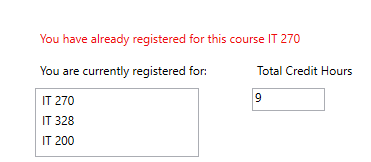 You have already registered for this course IT 270
You are currently registered for:
Total Credit Hours
IT 270
9
IT 328
IT 200